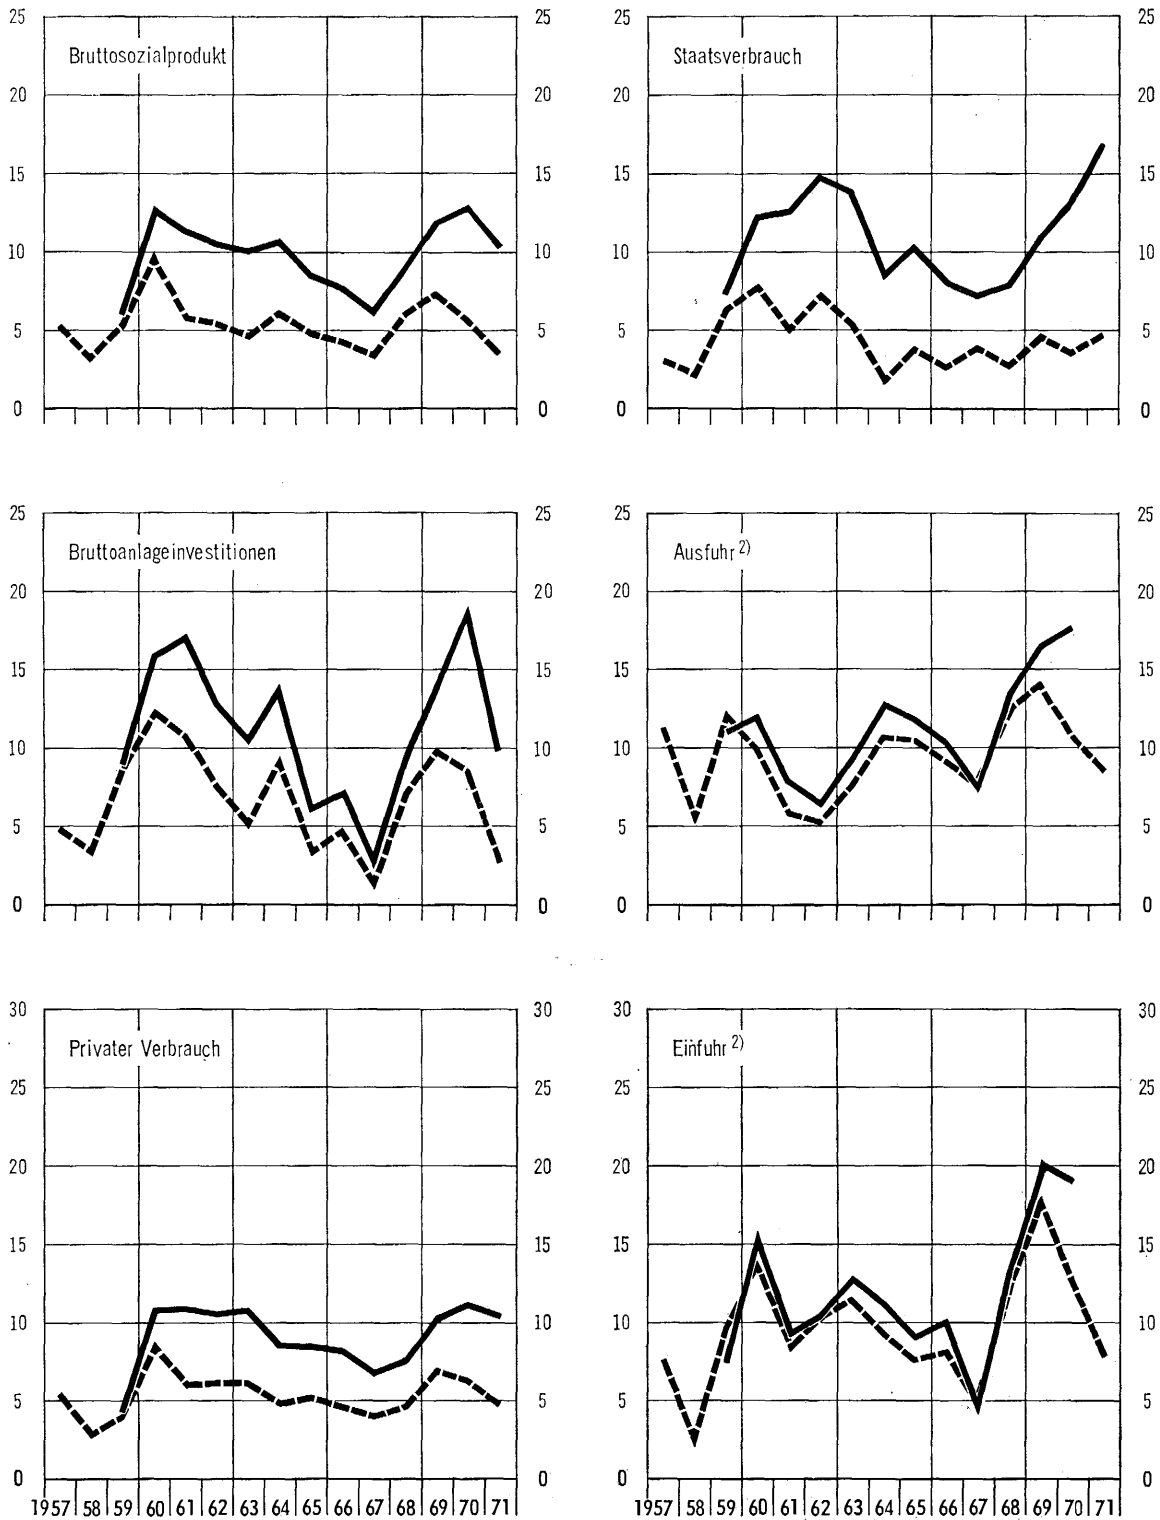 25 25 25 25
Bruttosozialprodukt Staatsverbrauch
20 20 20 20
15 15 15 15
10 10 10 10
5 5 5 5
0 0 0 0
25 25 25 25
Bruttoanlageinvestitionen Ausfuhr 2)
20 20 20 20
15 15 15 15
10 10 10 10
5 5 5 5
0 0 0 0
30 30 30 30
Privater Verbrauch Einfuhr 2)
25 25 25 25
20 20 20 20
15 15 15 15
10 10 10 10
5 5 5 5
0 0 0 0
1957 58 59 60 61 62 63 64 65 66 67 68 69 70 71 1957 58 59 60 61 62 63 64 65 66 67 68 69 70 71